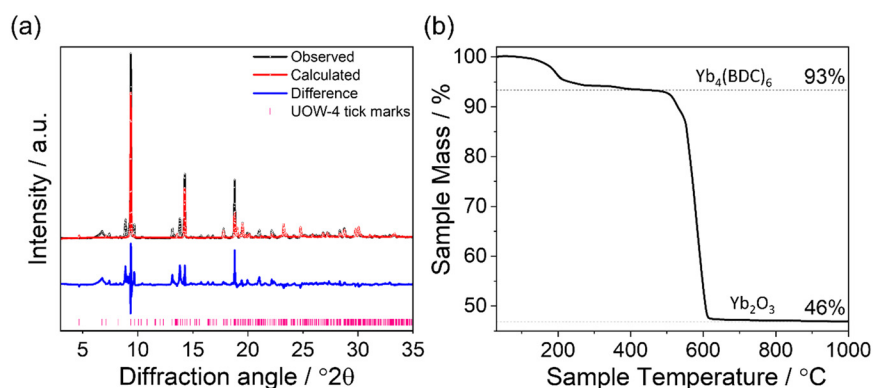 (a)
Intensity / a.u.
Observed
Calculated
Difference
UOW-4 tick marks
5 10 15 20 25 30 35
Diffraction angle / °2θ
(b)
Sample Mass / %
100
90
80
70
60
50
Yb₄(BDC)₆ 93%
Yb₂O₃ 46%
200 400 600 800 1000
Sample Temperature / °C